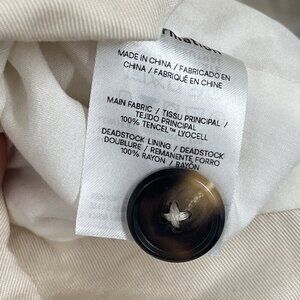 MADE IN CHINA / FABRICADO EN
CHINA / FABRIQUÉ EN CHINE
MAIN FABRIC / TISSU PRINCIPAL /
TEJIDO PRINCIPAL
100% TENCEL™ LYOCELL
DEADSTOCK LINING / DEADSTOCK
DOUBLURE / REMANENTE FORRO
100% RAYON / RAYÓN